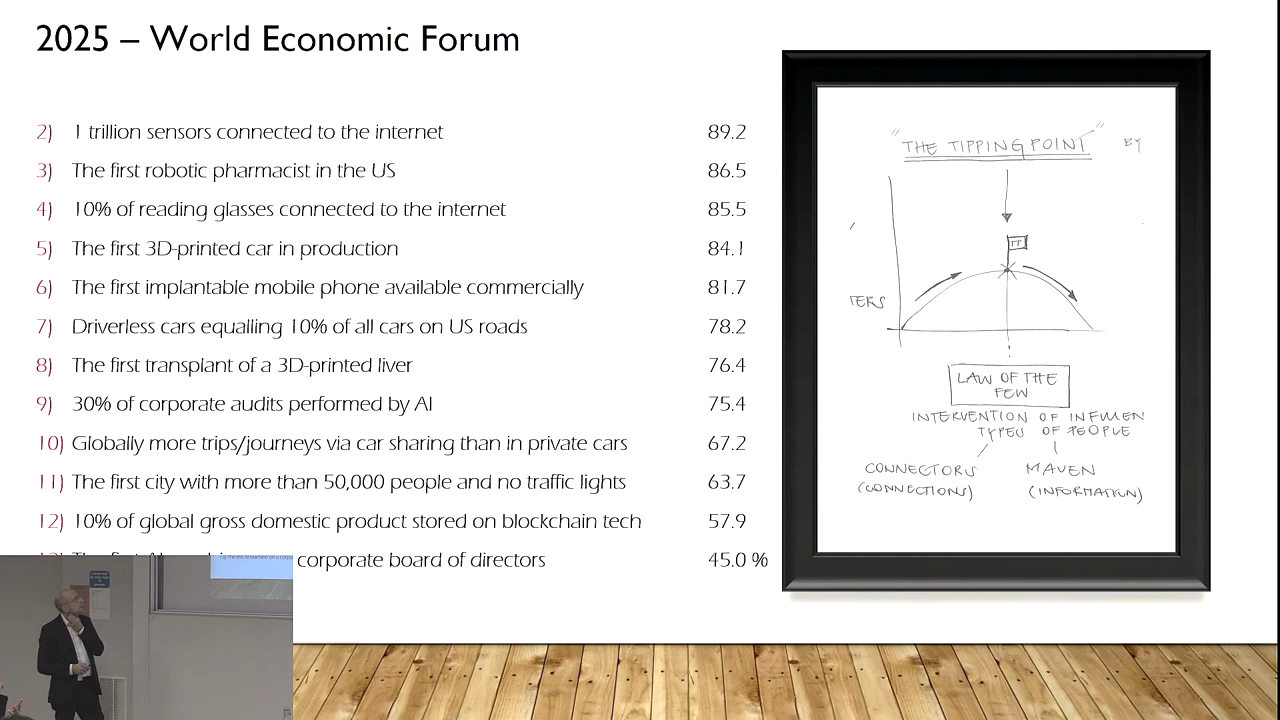 2025 – World Economic Forum
2) 1 trillion sensors connected to the internet 89.2
3) The first robotic pharmacist in the US 86.5
4) 10% of reading glasses connected to the internet 85.5
5) The first 3D-printed car in production 84.1
6) The first implantable mobile phone available commercially 81.7
7) Driverless cars equalling 10% of all cars on US roads 78.2
8) The first transplant of a 3D-printed liver 76.4
9) 30% of corporate audits performed by AI 75.4
10) Globally more trips/journeys via car sharing than in private cars 67.2
11) The first city with more than 50,000 people and no traffic lights 63.7
12) 10% of global gross domestic product stored on blockchain tech 57.9
corporate board of directors 45.0 %
"THE TIPPING POINT" BY
TP
TERS
LAW OF THE
FEW
INTERVENTION OF INFLUEN
TYPES OF PEOPLE
CONNECTORS MAVEN
(CONNECTIONS) (INFORMATION)